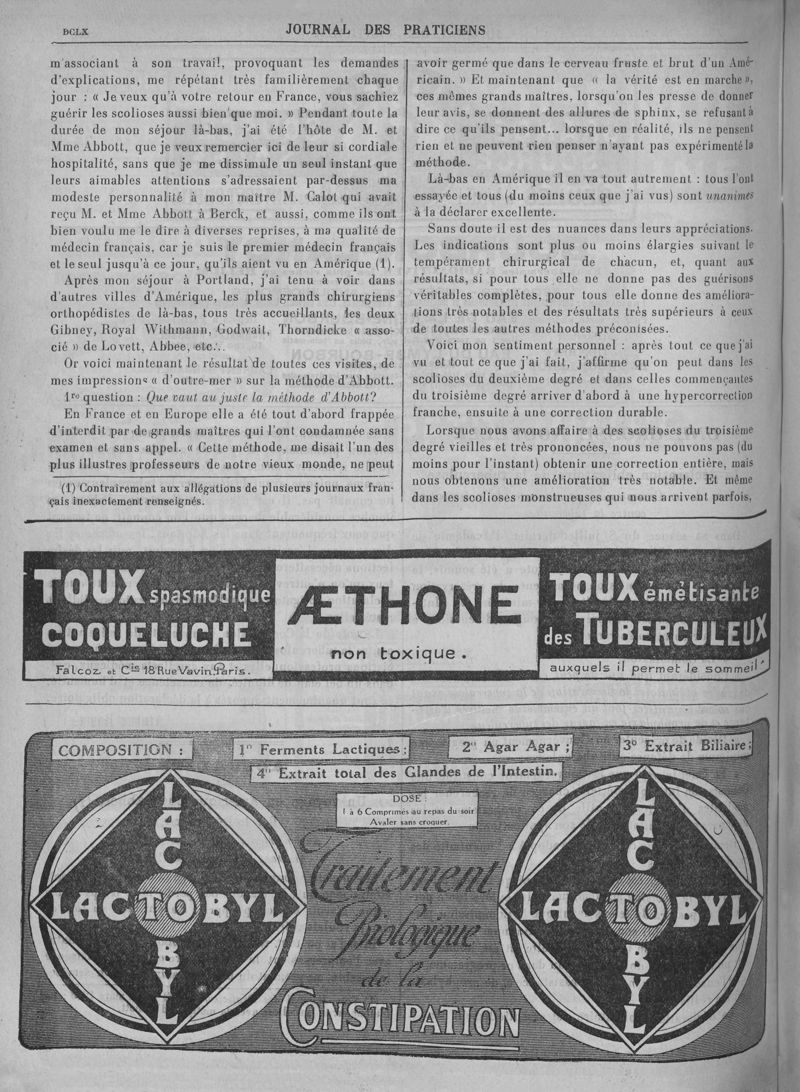 DCLX
JOURNAL DES PRATICIENS
m'associant à son travail, provoquant les demandes
d'explications, me répétant très familièrement chaque
jour : « Je veux qu'à votre retour en France, vous sachiez
guérir les scolioses aussi bien que moi. » Pendant toute la
durée de mon séjour là-bas, j'ai été l'hôte de M. et
Mme Abbott, que je veux remercier ici de leur si cordiale
hospitalité, sans que je me dissimule un seul instant que
leurs aimables attentions s'adressaient par-dessus ma
modeste personnalité à mon maître M. Calot qui avait
reçu M. et Mme Abbott à Berck, et aussi, comme ils ont
bien voulu me le dire à diverses reprises, à ma qualité de
médecin français, car je suis le premier médecin français
et le seul jusqu'à ce jour, qu'ils aient vu en Amérique (1).
Après mon séjour à Portland, j'ai tenu à voir dans
d'autres villes d'Amérique, les plus grands chirurgiens
orthopédistes de là-bas, tous très accueillants, les deux
Gibney, Royal Withmann, Godwait, Thorndicke « asso-
cié » de Lovett, Abbee, etc...
Or voici maintenant le résultat de toutes ces visites, de
mes impressions « d'outre-mer » sur la méthode d'Abbott.
1re question : Que vaut au juste la méthode d'Abbott?
En France et en Europe elle a été tout d'abord frappée
d'interdit par de grands maîtres qui l'ont condamnée sans
examen et sans appel. « Cette méthode, me disait l'un des
plus illustres professeurs de notre vieux monde, ne peut
(1) Contrairement aux allégations de plusieurs journaux fran-
çais inexactement renseignés.
avoir germé que dans le cerveau fruste et brut d'un Amé-
ricain. » Et maintenant que « la vérité est en marche »,
ces mêmes grands maîtres, lorsqu'on les presse de donner
leur avis, se donnent des allures de sphinx, se refusant à
dire ce qu'ils pensent... lorsque en réalité, ils ne pensent
rien et ne peuvent rien penser n'ayant pas expérimenté la
méthode.
Là-bas en Amérique il en va tout autrement : tous l'ont
essayée et tous (du moins ceux que j'ai vus) sont unanimes
à la déclarer excellente.
Sans doute il est des nuances dans leurs appréciations.
Les indications sont plus ou moins élargies suivant le
tempérament chirurgical de chacun, et, quant aux
résultats, si pour tous elle ne donne pas des guérisons
véritables complètes, pour tous elle donne des améliora-
tions très notables et des résultats très supérieurs à ceux
de toutes les autres méthodes préconisées.
Voici mon sentiment personnel : après tout ce que j'ai
vu et tout ce que j'ai fait, j'affirme qu'on peut dans les
scolioses du deuxième degré et dans celles commençantes
du troisième degré arriver d'abord à une hypercorrection
franche, ensuite à une correction durable.
Lorsque nous avons affaire à des scolioses du troisième
degré vieilles et très prononcées, nous ne pouvons pas (du
moins pour l'instant) obtenir une correction entière, mais
nous obtenons une amélioration très notable. Et même
dans les scolioses monstrueuses qui nous arrivent parfois,
TOUX spasmodique
COQUELUCHE
Falcoz et Cie 18 Rue Vavin, Paris.
ÆTHONE
non toxique.
TOUX émétisante
des TUBERCULEUX
auxquels il permet le sommeil
COMPOSITION :
1º Ferments Lactiques ;
2º Agar Agar ;
3º Extrait Biliaire ;
4º Extrait total des Glandes de l'Intestin.
DOSE :
1 à 6 Comprimés au repas du soir
Avaler sans croquer.
LACTOBYL
LACTOBYL
Traitement
Biologique
de la
CONSTIPATION
LACTOBYL
LACTOBYL